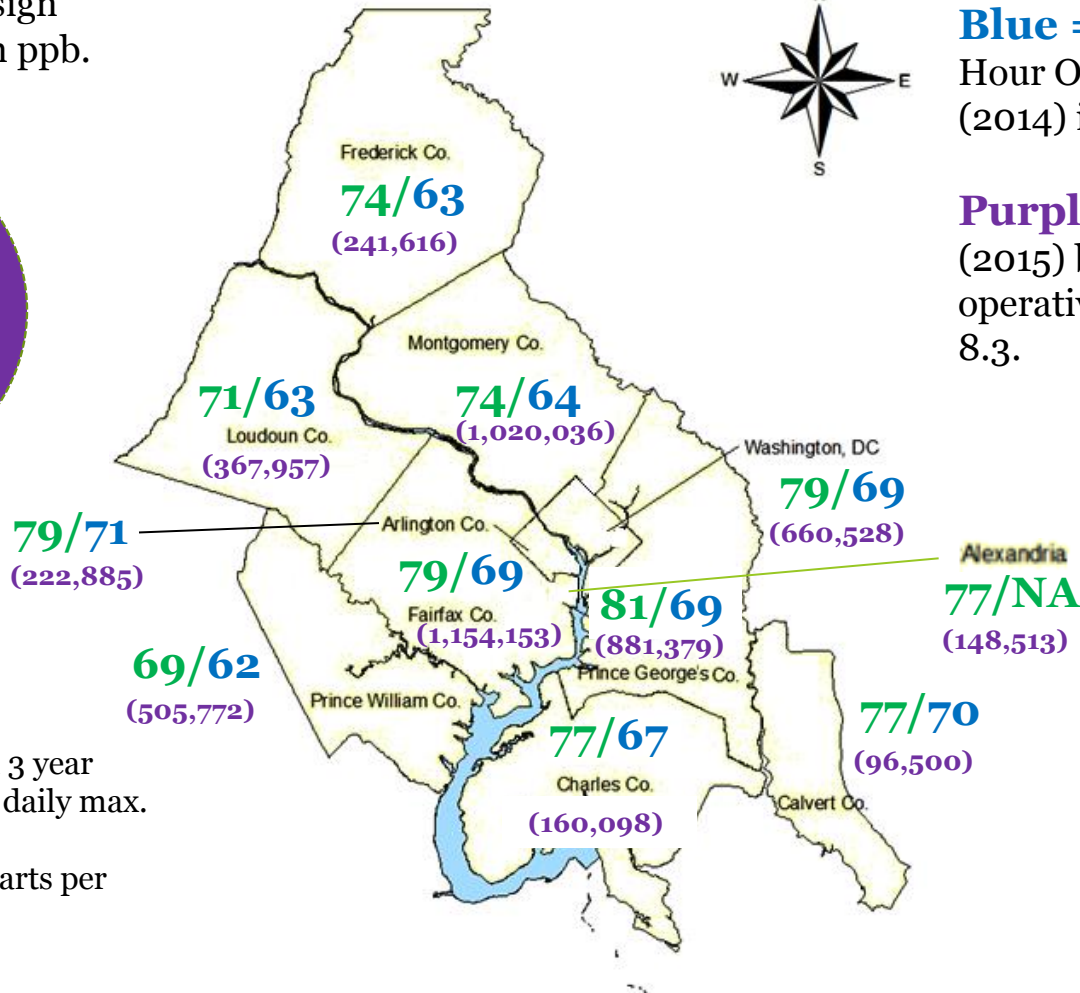 n ppb.
Blue =
Hour O
(2014) i
Purpl
(2015) b
operativ
8.3.
W
E
S
Frederick Co.
74/63
(241,616)
Montgomery Co.
74/64
(1,020,036)
71/63
Loudoun Co.
(367,957)
Washington, DC
79/69
(660,528)
79/71
(222,885)
Arlington Co.
79/69
Fairfax Co.
(1,154,153)
81/69
(881,379)
Prince George's Co.
Alexandria
77/NA
(148,513)
69/62
(505,772)
Prince William Co.
77/67
Charles Co.
(160,098)
77/70
(96,500)
Calvert Co.
3 year
daily max.
arts per